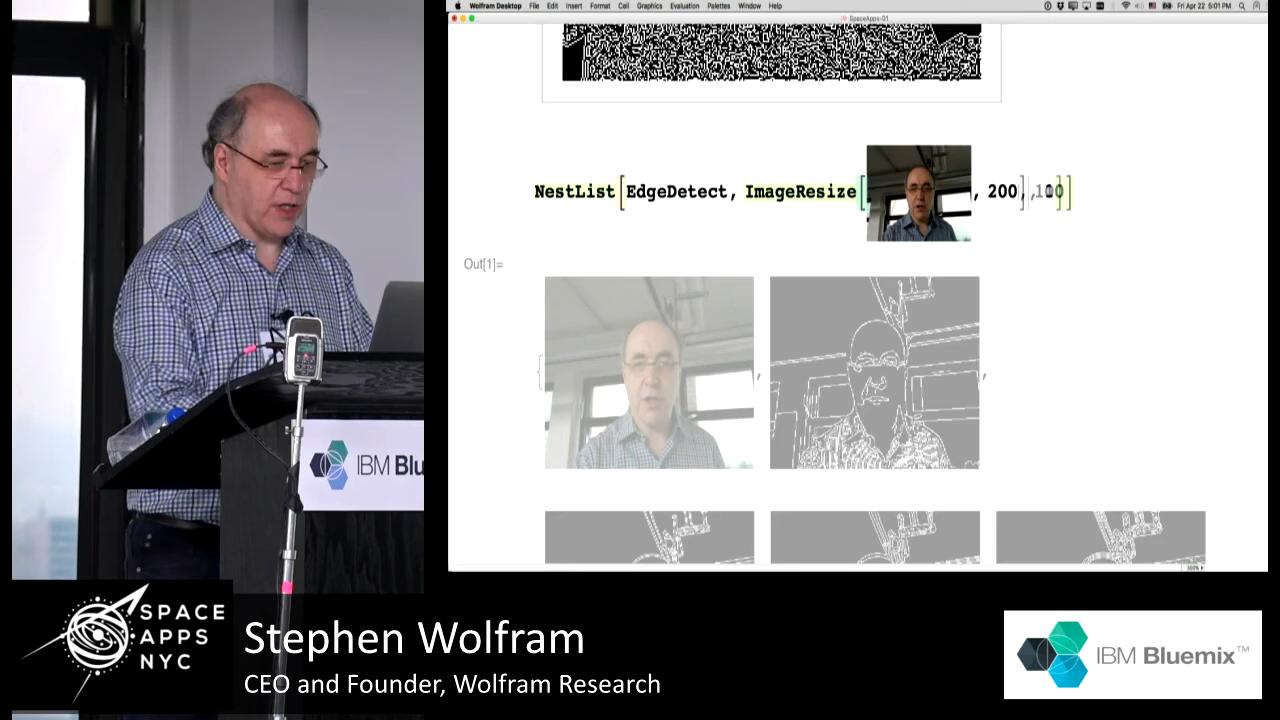 Wolfram Desktop File Edit Insert Format Cell Graphics Evaluation Palettes Window Help
Fri Apr 22 5:01 PM
SpaceApps-01
NestList[EdgeDetect, ImageResize[ , 200],
Out[1]=
{ , ,
300%
IBM Blu
SPACE
APPS
NYC
Stephen Wolfram
CEO and Founder, Wolfram Research
IBM Bluemix™